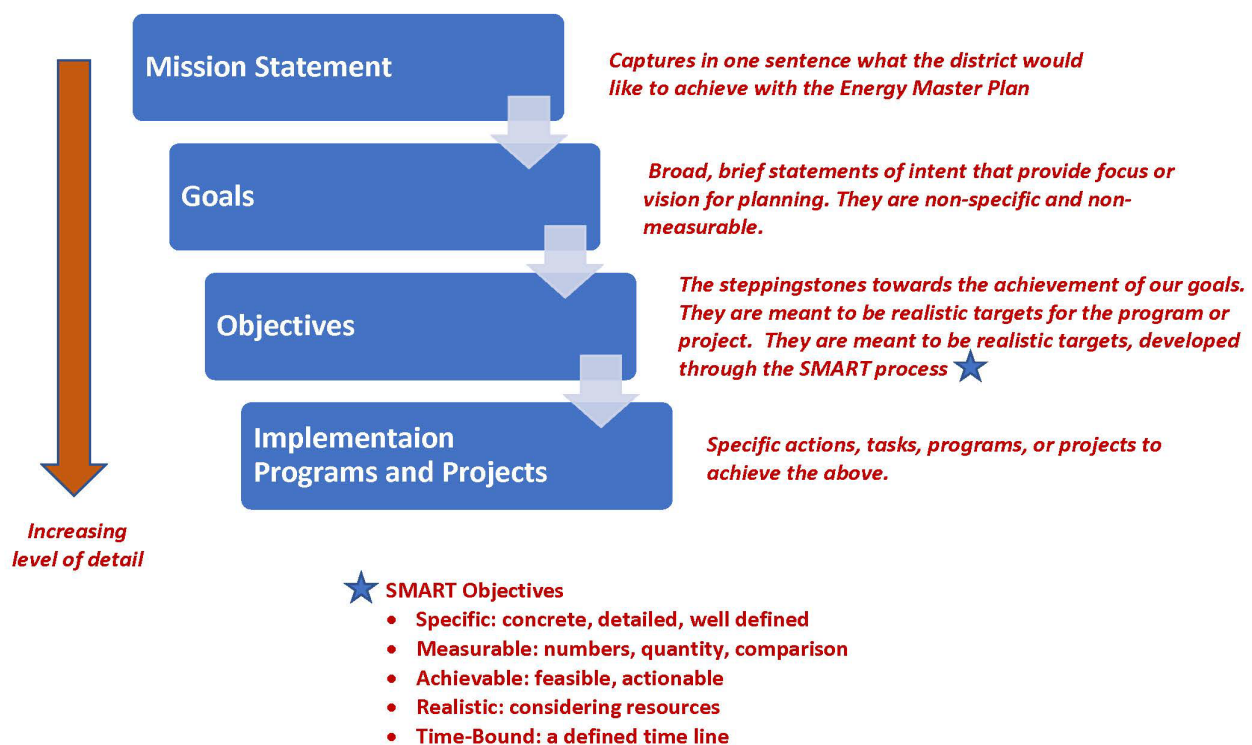 Mission Statement
Captures in one sentence what the district would
like to achieve with the Energy Master Plan
Goals
Broad, brief statements of intent that provide focus or
vision for planning. They are non-specific and non-
measurable.
Objectives
The steppingstones towards the achievement of our goals.
They are meant to be realistic targets for the program or
project.  They are meant to be realistic targets, developed
through the SMART process
Implementaion
Programs and Projects
Specific actions, tasks, programs, or projects to
achieve the above.
Increasing
level of detail
SMART Objectives
• Specific: concrete, detailed, well defined
• Measurable: numbers, quantity, comparison
• Achievable: feasible, actionable
• Realistic: considering resources
• Time-Bound: a defined time line